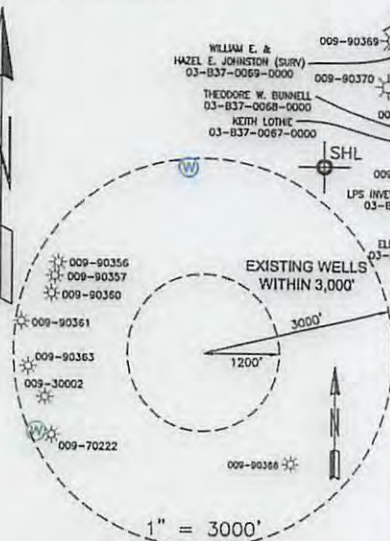 009-90369
WILLIAM E. &
HAZEL E. JOHNSTON (SURV)
03-B37-0069-0000
009-90370
THEODORE W. BUNNELL
03-B37-0068-0000
KEITH LOTHIC
03-B37-0067-0000
SHL
W
LPS
009-90356
009-90357
009-90360
EXISTING WELLS
WITHIN 3,000'
009-90361
3000'
1200'
009-90363
009-30002
W
009-70222
N
009-90366
1" = 3000'